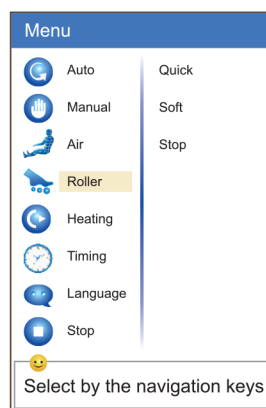 Menu
Auto
Manual
Air
Roller
Heating
Timing
Language
Stop
Quick
Soft
Stop
Select by the navigation keys